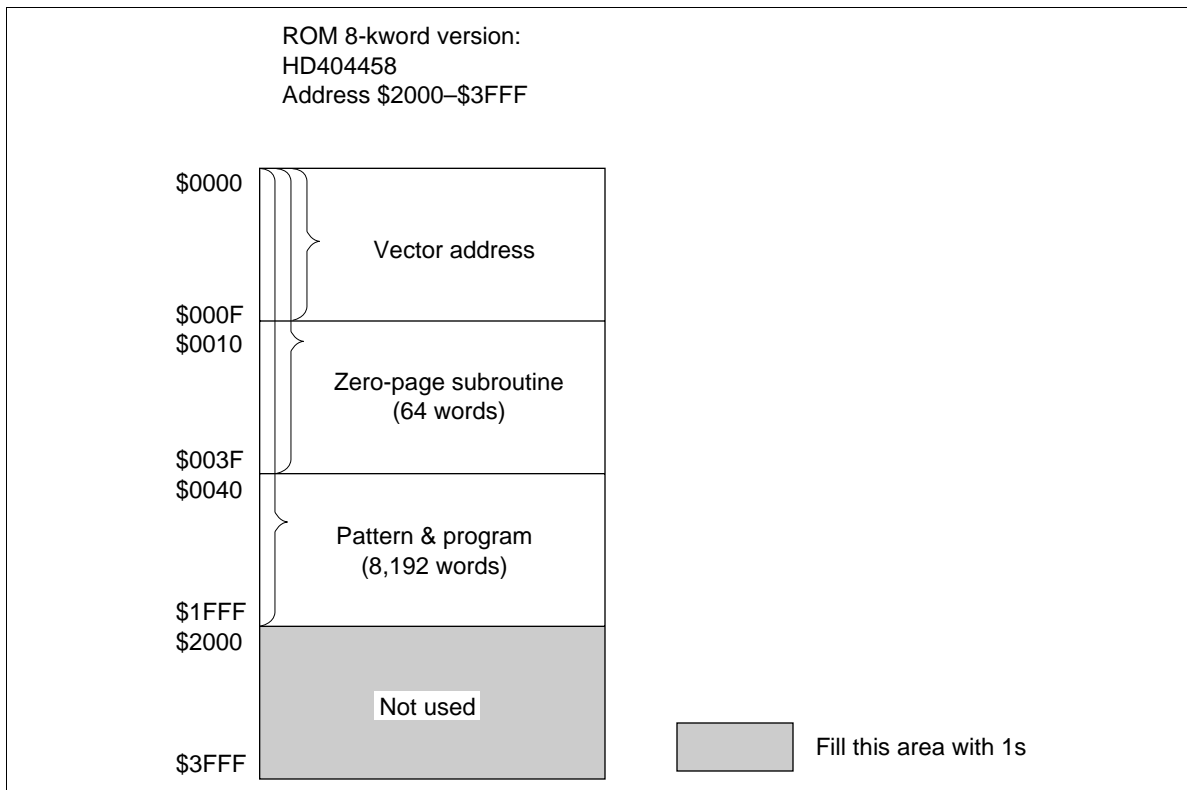 ROM 8-kword version:
HD404458
Address $2000–$3FFF
$0000
Vector address
$000F
$0010
Zero-page subroutine
(64 words)
$003F
$0040
Pattern & program
(8,192 words)
$1FFF
$2000
Not used
$3FFF
Fill this area with 1s